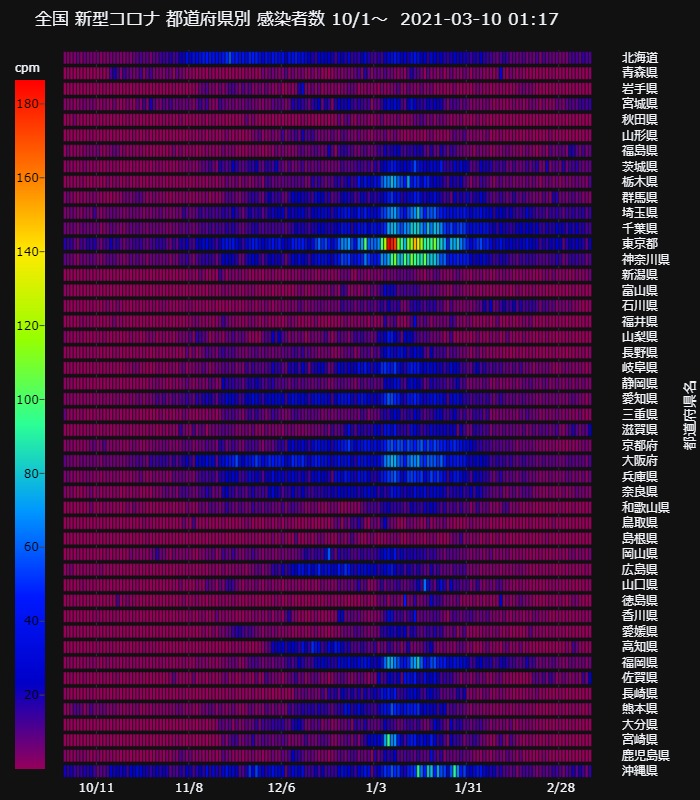 全国 新型コロナ 都道府県別 感染者数 10/1～ 2021-03-10 01:17
cpm
180
160
140
120
100
80
60
40
20
北海道
青森県
岩手県
宮城県
秋田県
山形県
福島県
茨城県
栃木県
群馬県
埼玉県
千葉県
東京都
神奈川県
新潟県
富山県
石川県
福井県
山梨県
長野県
岐阜県
静岡県
愛知県
三重県
滋賀県
京都府
大阪府
兵庫県
奈良県
和歌山県
鳥取県
島根県
岡山県
広島県
山口県
徳島県
香川県
愛媛県
高知県
福岡県
佐賀県
長崎県
熊本県
大分県
宮崎県
鹿児島県
沖縄県
都道府県名
10/11 11/8 12/6 1/3 1/31 2/28